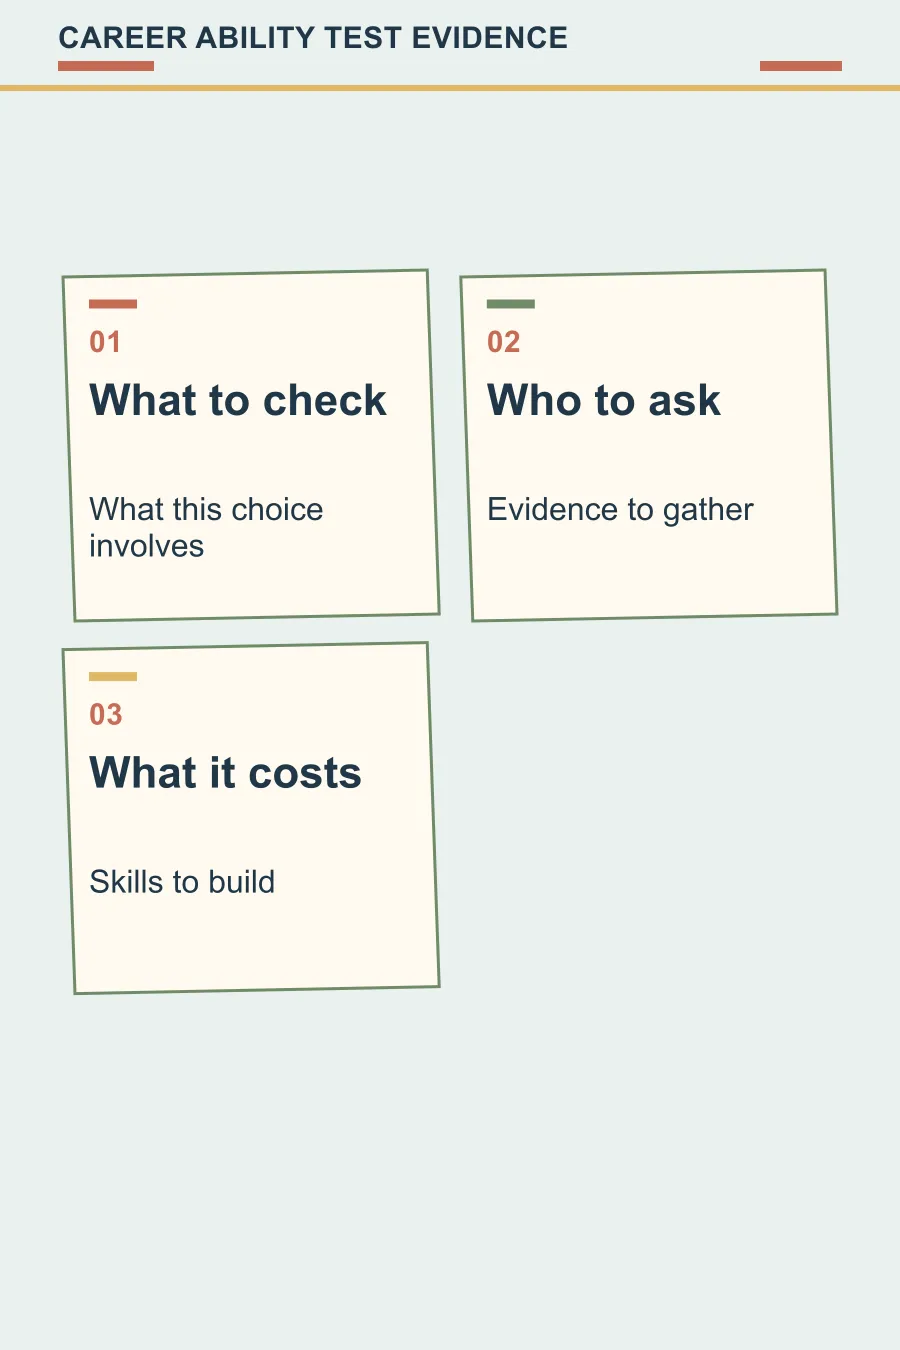 CAREER ABILITY TEST EVIDENCE
01
What to check
What this choice
involves
02
Who to ask
Evidence to gather
03
What it costs
Skills to build